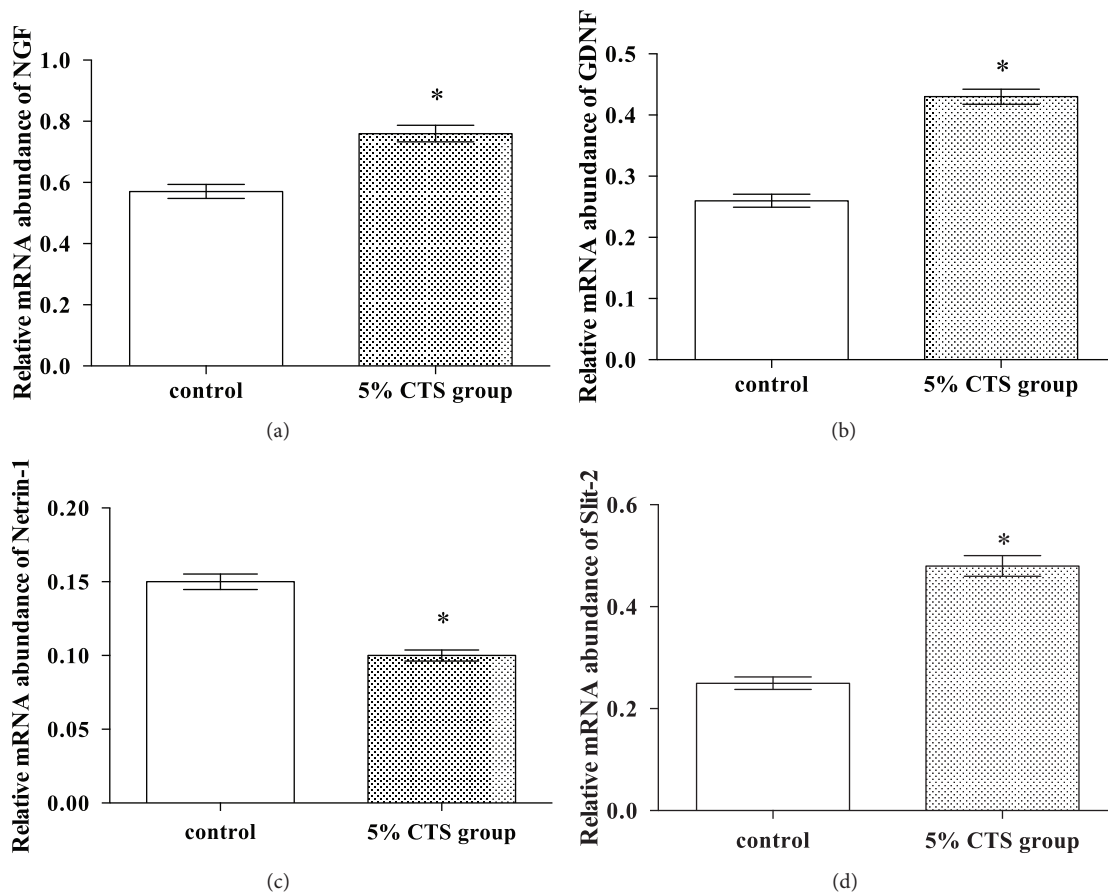 Relative mRNA abundance of NGF
1.0
0.8
0.6
0.4
0.2
0.0
*
control
5% CTS group
(a)
Relative mRNA abundance of GDNF
0.5
0.4
0.3
0.2
0.1
0.0
*
control
5% CTS group
(b)
Relative mRNA abundance of Netrin-1
0.20
0.15
0.10
0.05
0.00
*
control
5% CTS group
(c)
Relative mRNA abundance of Slit-2
0.6
0.4
0.2
0.0
*
control
5% CTS group
(d)